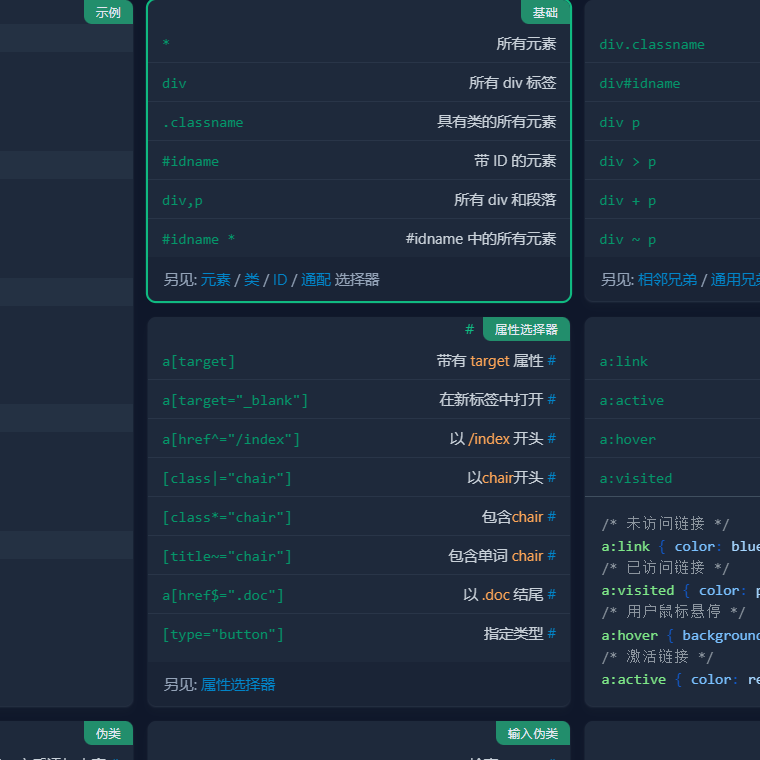 示例
基础
* 所有元素
div 所有 div 标签
.classname 具有类的所有元素
#idname 带 ID 的元素
div,p 所有 div 和段落
#idname * #idname 中的所有元素
另见: 元素 / 类 / ID / 通配 选择器
div.classname
div#idname
div p
div > p
div + p
div ~ p
另见: 相邻兄弟 / 通用兄弟
# 属性选择器
a[target] 带有 target 属性 #
a[target="_blank"] 在新标签中打开 #
a[href^="/index"] 以 /index 开头 #
[class|="chair"] 以chair开头 #
[class*="chair"] 包含chair #
[title~="chair"] 包含单词 chair #
a[href$=".doc"] 以 .doc 结尾 #
[type="button"] 指定类型 #
另见: 属性选择器
a:link
a:active
a:hover
a:visited
/* 未访问链接 */
a:link { color: blue
/* 已访问链接 */
a:visited { color: p
/* 用户鼠标悬停 */
a:hover { background
/* 激活链接 */
a:active { color: re
伪类
输入伪类